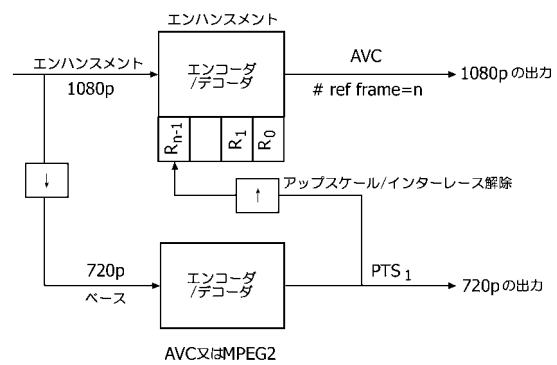 エンハンスメント
エンハンスメント
1080p
エンコーダ
/デコーダ
AVC
# ref frame=n
1080pの出力
Rn-1
R1
R0
↓
↑
アップスケール/インターレース解除
720p
ベース
エンコーダ
/デコーダ
PTS1
720pの出力
AVC又はMPEG2